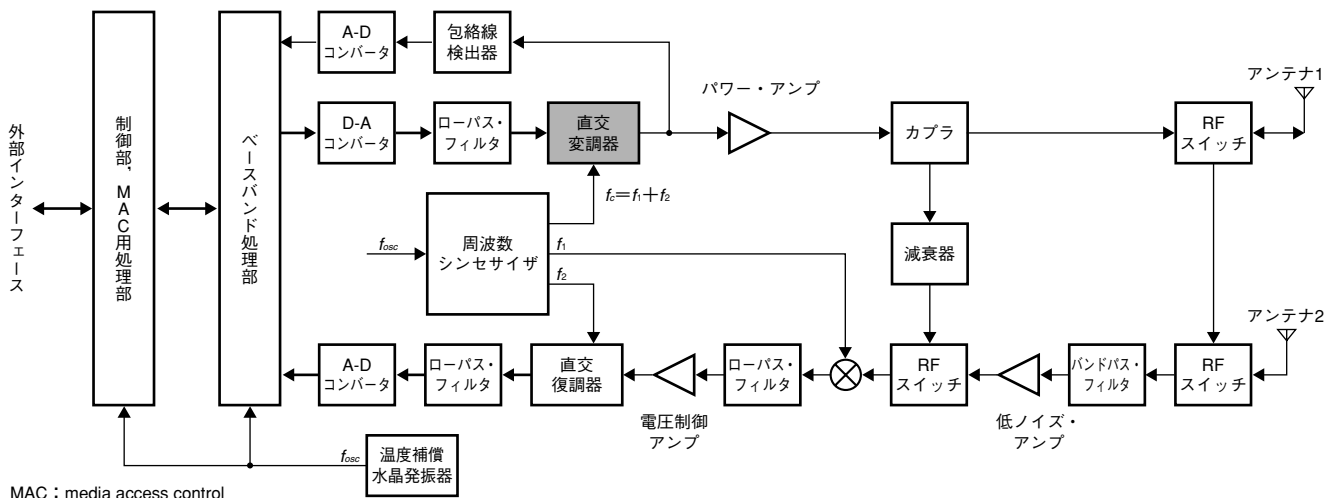 A-D
コンバータ
包絡線
検出器
パワー・アンプ
アンテナ1
外部インターフェース
制御部，MAC用処理部
ベースバンド処理部
D-A
コンバータ
ローパス・
フィルタ
直交
変調器
カプラ
RF
スイッチ
fc=f1+f2
fosc
周波数
シンセサイザ
f1
f2
減衰器
アンテナ2
A-D
コンバータ
ローパス・
フィルタ
直交
復調器
ローパス・
フィルタ
RF
スイッチ
バンドパス・
フィルタ
RF
スイッチ
電圧制御
アンプ
低ノイズ・
アンプ
fosc
温度補償
水晶発振器
MAC：media access control